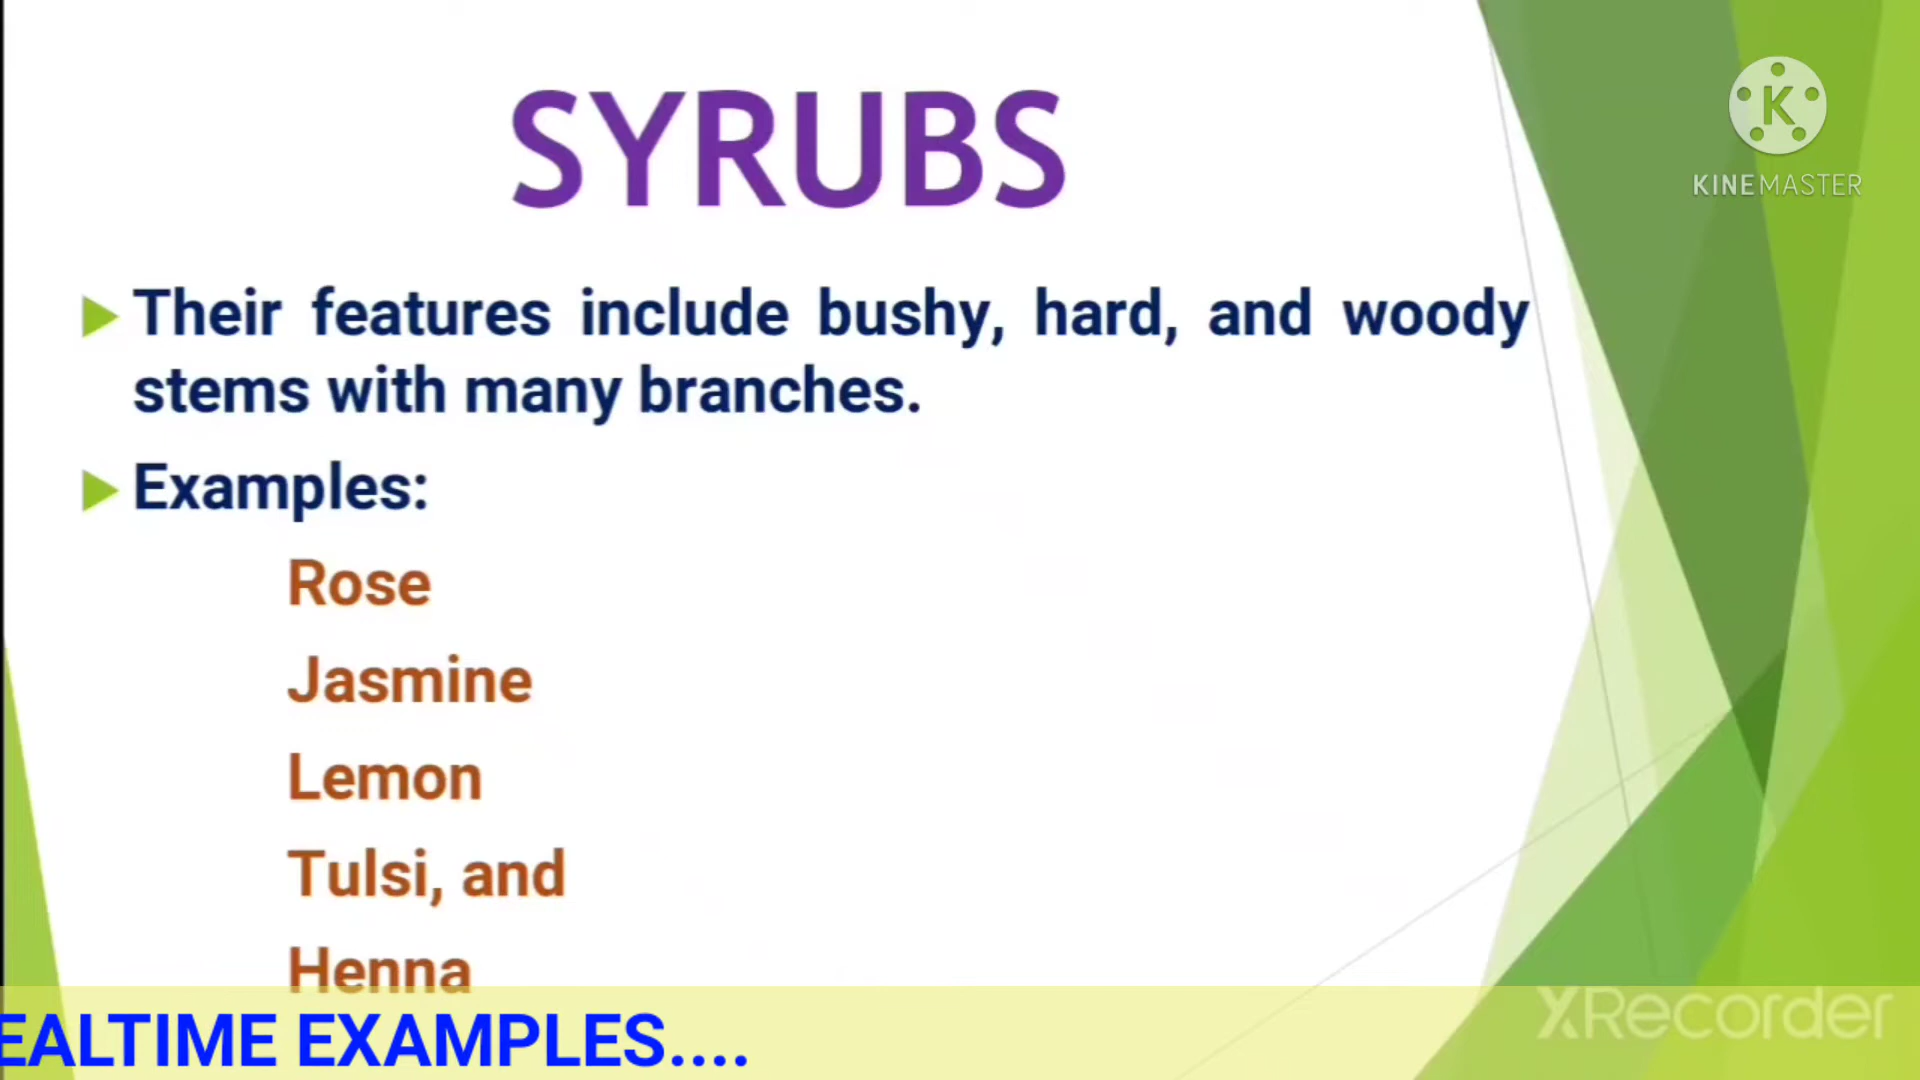 SYRUBS
K
KINEMASTER
Their features include bushy, hard, and woody
stems with many branches.
Examples:
Rose
Jasmine
Lemon
Tulsi, and
Henna
EALTIME EXAMPLES....
XRecorder